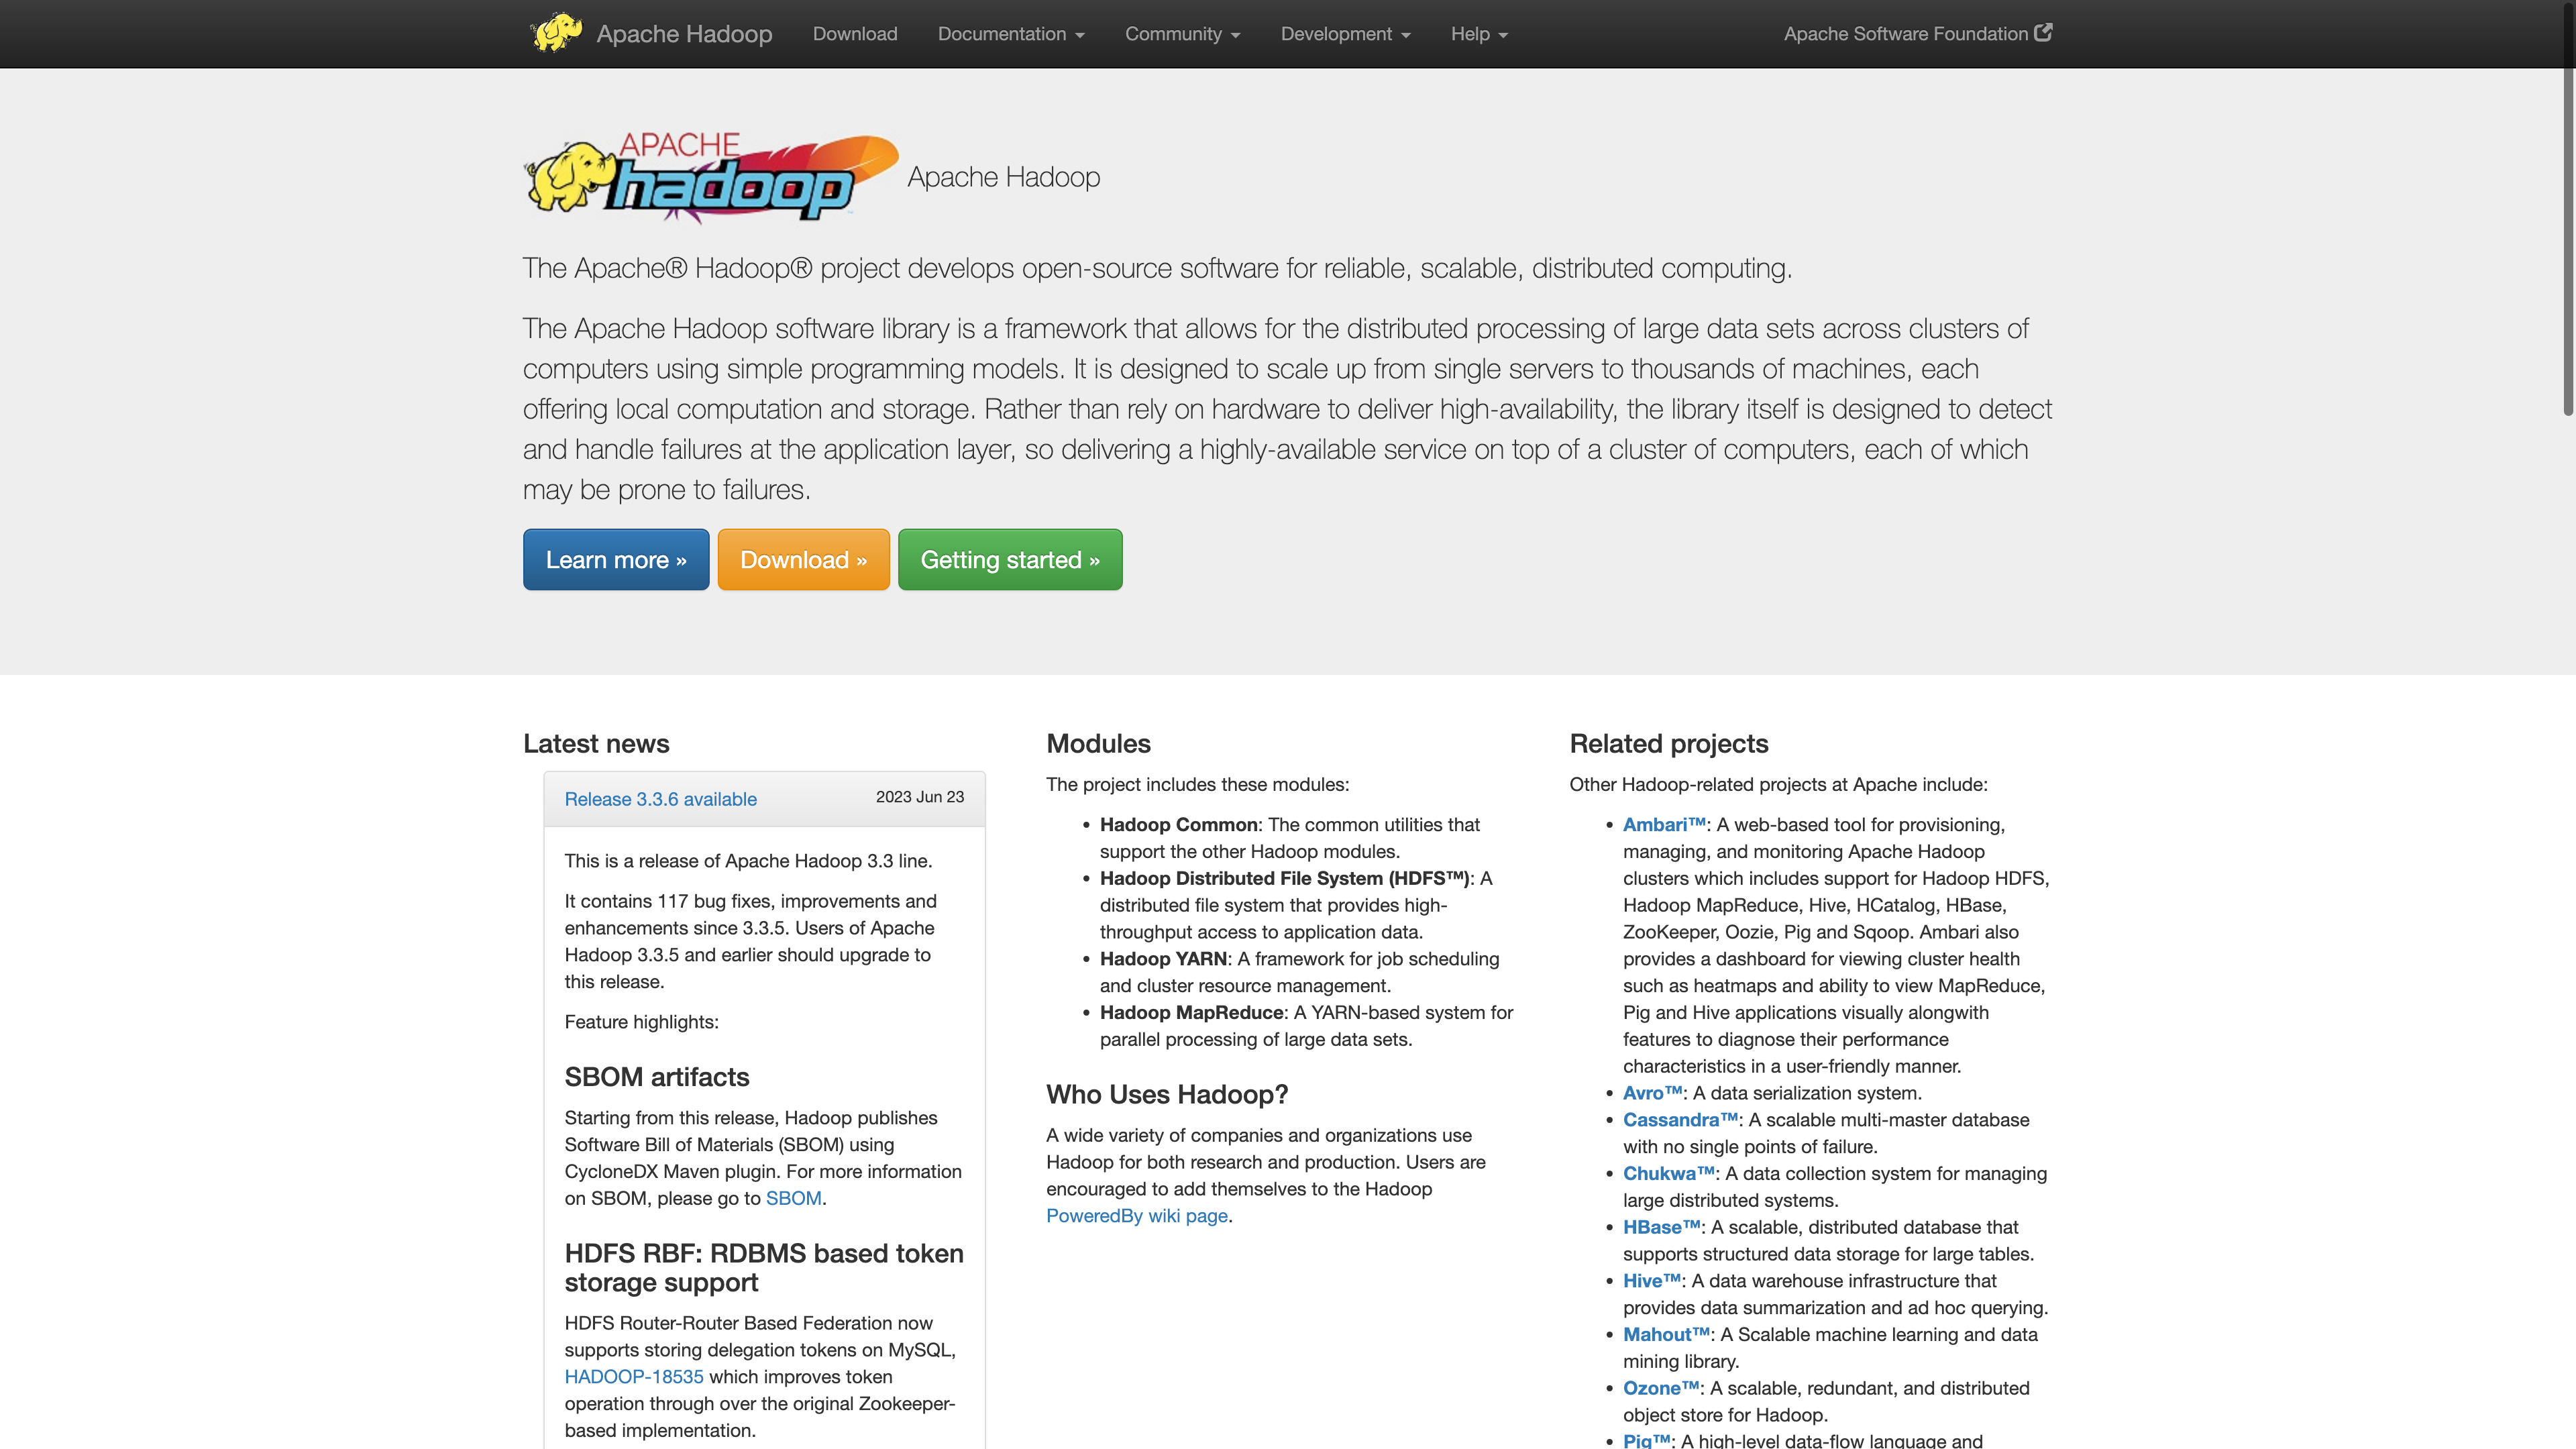 Apache Hadoop
Download
Documentation
Community
Development
Help
Apache Software Foundation
APACHE
hadoop
Apache Hadoop
The Apache® Hadoop® project develops open-source software for reliable, scalable, distributed computing.
The Apache Hadoop software library is a framework that allows for the distributed processing of large data sets across clusters of
computers using simple programming models. It is designed to scale up from single servers to thousands of machines, each
offering local computation and storage. Rather than rely on hardware to deliver high-availability, the library itself is designed to detect
and handle failures at the application layer, so delivering a highly-available service on top of a cluster of computers, each of which
may be prone to failures.
Learn more »
Download »
Getting started »
Latest news
Release 3.3.6 available
2023 Jun 23
This is a release of Apache Hadoop 3.3 line.
It contains 117 bug fixes, improvements and
enhancements since 3.3.5. Users of Apache
Hadoop 3.3.5 and earlier should upgrade to
this release.
Feature highlights:
SBOM artifacts
Starting from this release, Hadoop publishes
Software Bill of Materials (SBOM) using
CycloneDX Maven plugin. For more information
on SBOM, please go to SBOM.
HDFS RBF: RDBMS based token
storage support
HDFS Router-Router Based Federation now
supports storing delegation tokens on MySQL,
HADOOP-18535 which improves token
operation through over the original Zookeeper-
based implementation.
Modules
The project includes these modules:
• Hadoop Common: The common utilities that
support the other Hadoop modules.
• Hadoop Distributed File System (HDFS™): A
distributed file system that provides high-
throughput access to application data.
• Hadoop YARN: A framework for job scheduling
and cluster resource management.
• Hadoop MapReduce: A YARN-based system for
parallel processing of large data sets.
Who Uses Hadoop?
A wide variety of companies and organizations use
Hadoop for both research and production. Users are
encouraged to add themselves to the Hadoop
PoweredBy wiki page.
Related projects
Other Hadoop-related projects at Apache include:
• Ambari™: A web-based tool for provisioning,
managing, and monitoring Apache Hadoop
clusters which includes support for Hadoop HDFS,
Hadoop MapReduce, Hive, HCatalog, HBase,
ZooKeeper, Oozie, Pig and Sqoop. Ambari also
provides a dashboard for viewing cluster health
such as heatmaps and ability to view MapReduce,
Pig and Hive applications visually alongwith
features to diagnose their performance
characteristics in a user-friendly manner.
• Avro™: A data serialization system.
• Cassandra™: A scalable multi-master database
with no single points of failure.
• Chukwa™: A data collection system for managing
large distributed systems.
• HBase™: A scalable, distributed database that
supports structured data storage for large tables.
• Hive™: A data warehouse infrastructure that
provides data summarization and ad hoc querying.
• Mahout™: A Scalable machine learning and data
mining library.
• Ozone™: A scalable, redundant, and distributed
object store for Hadoop.
• Pig™: A high-level data-flow language and